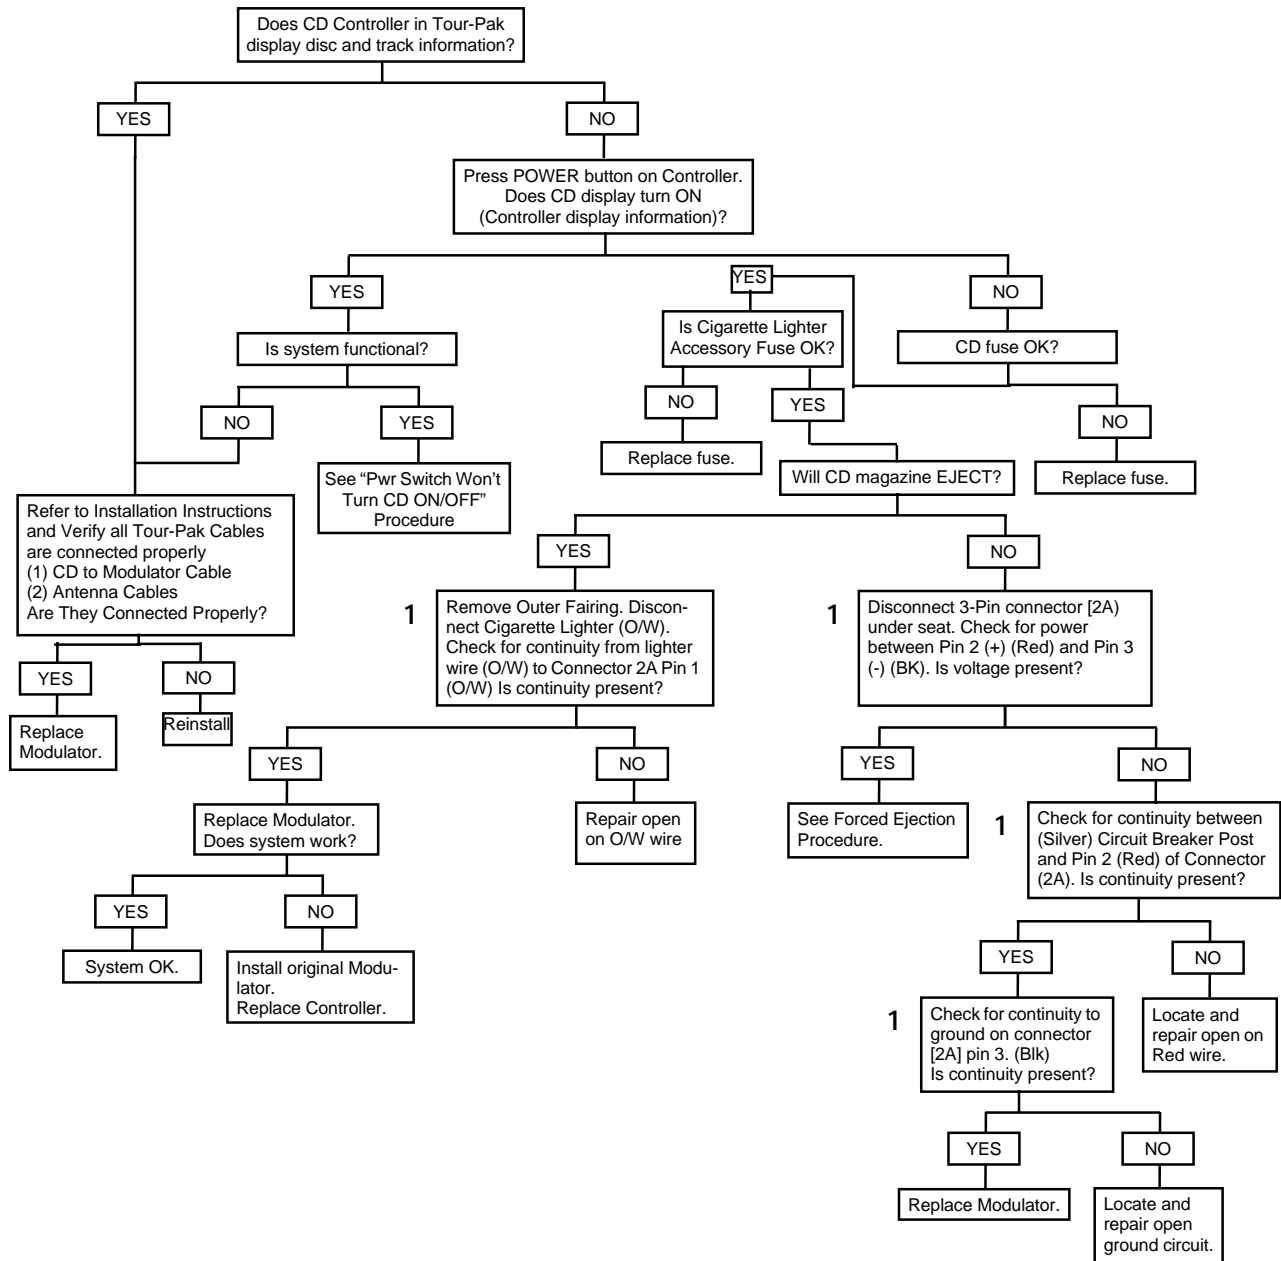 Does CD Controller in Tour-Pak
display disc and track information?
YES
NO
Press POWER button on Controller.
Does CD display turn ON
(Controller display information)?
YES
YES
NO
Is system functional?
Is Cigarette Lighter
Accessory Fuse OK?
CD fuse OK?
NO
YES
NO
YES
NO
See “Pwr Switch Won’t
Turn CD ON/OFF”
Procedure
Replace fuse.
Will CD magazine EJECT?
Replace fuse.
Refer to Installation Instructions
and Verify all Tour-Pak Cables
are connected properly
(1) CD to Modulator Cable
(2) Antenna Cables
Are They Connected Properly?
YES
NO
1
Remove Outer Fairing. Discon-
nect Cigarette Lighter (O/W).
Check for continuity from lighter
wire (O/W) to Connector 2A Pin 1
(O/W) Is continuity present?
1
Disconnect 3-Pin connector [2A)
under seat. Check for power
between Pin 2 (+) (Red) and Pin 3
(-) (BK). Is voltage present?
YES
NO
Replace
Modulator.
Reinstall
YES
NO
YES
NO
Replace Modulator.
Does system work?
Repair open
on O/W wire
See Forced Ejection
Procedure.
1
Check for continuity between
(Silver) Circuit Breaker Post
and Pin 2 (Red) of Connector
(2A). Is continuity present?
YES
NO
System OK.
Install original Modu-
lator.
Replace Controller.
YES
NO
1
Check for continuity to
ground on connector
[2A] pin 3. (Blk)
Is continuity present?
Locate and
repair open on
Red wire.
YES
NO
Replace Modulator.
Locate and
repair open
ground circuit.